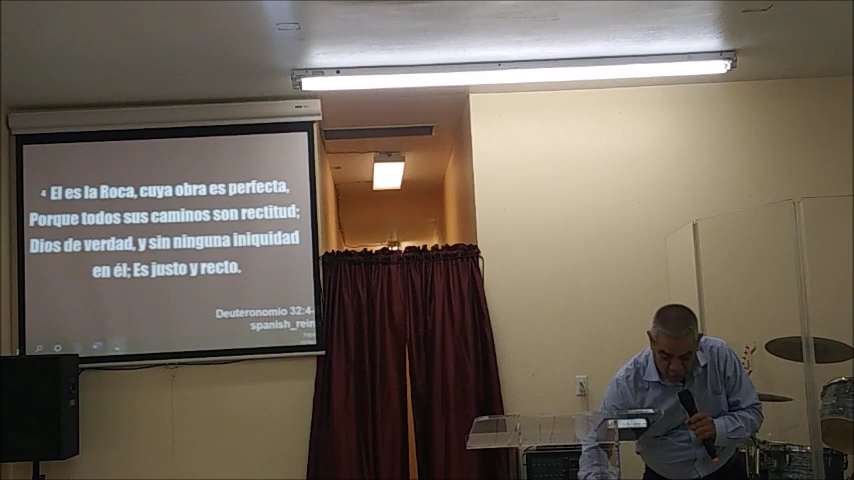 4 El es la Roca, cuya obra es perfecta,
Porque todos sus caminos son rectitud;
Dios de verdad, y sin ninguna iniquidad
en él; Es justo y recto.
Deuteronomio 32:4-
spanish_rein